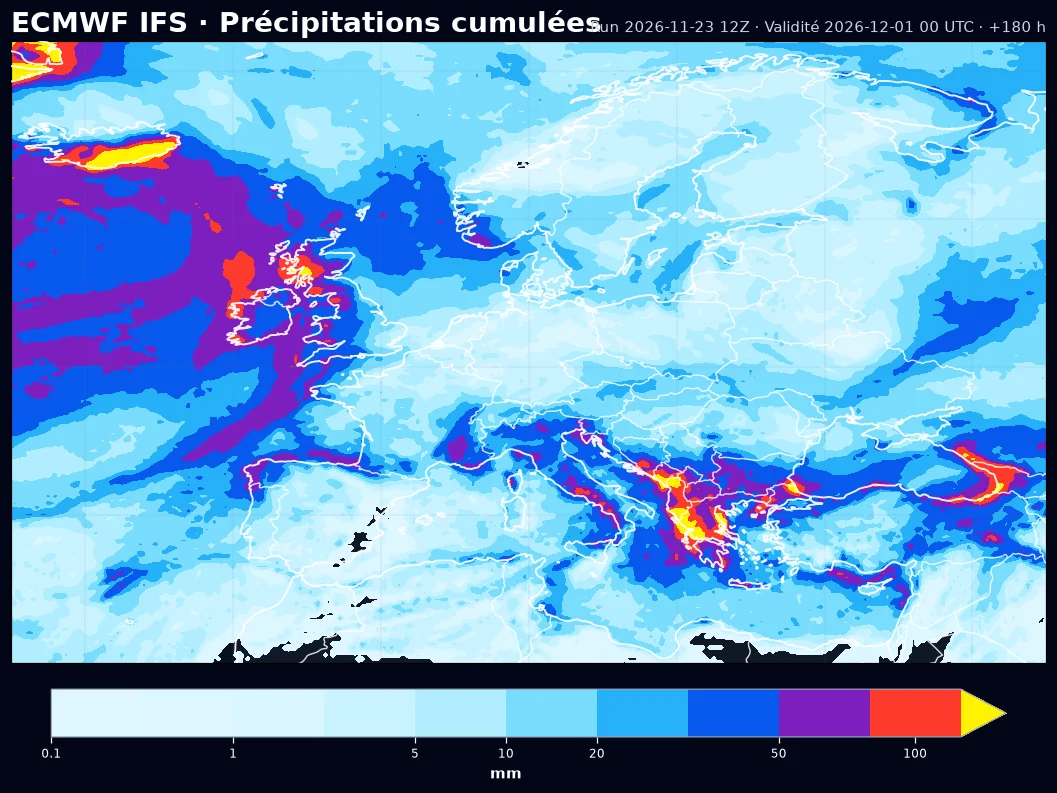 ECMWF IFS · Précipitations cumulées
Run 2026-11-23 12Z · Validité 2026-12-01 00 UTC · +180 h
0.1 1 5 10 20 50 100
mm